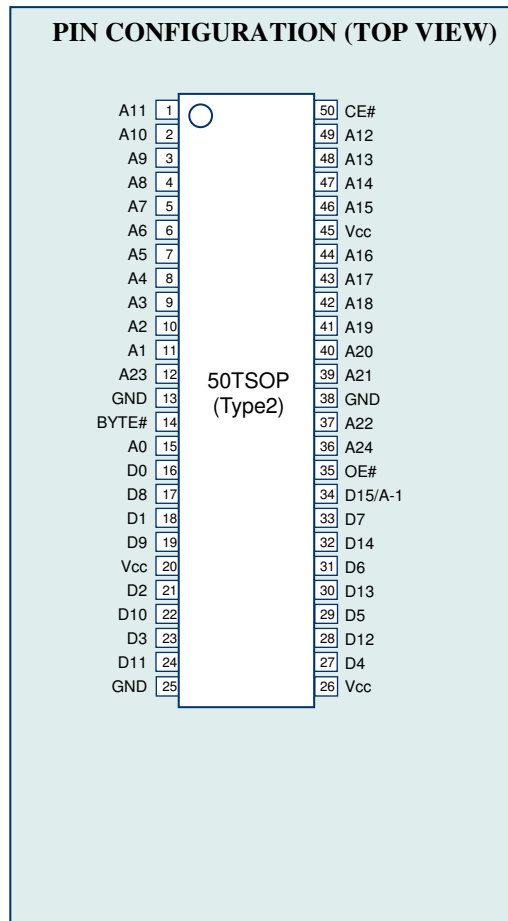 PIN CONFIGURATION (TOP VIEW)
A11 1 50 CE#
A10 2 49 A12
A9 3 48 A13
A8 4 47 A14
A7 5 46 A15
A6 6 45 Vcc
A5 7 44 A16
A4 8 43 A17
A3 9 42 A18
A2 10 41 A19
A1 11 40 A20
A23 12 39 A21
GND 13 38 GND
BYTE# 14 37 A22
A0 15 36 A24
D0 16 35 OE#
D8 17 34 D15/A-1
D1 18 33 D7
D9 19 32 D14
Vcc 20 31 D6
D2 21 30 D13
D10 22 29 D5
D3 23 28 D12
D11 24 27 D4
GND 25 26 Vcc
50TSOP
(Type2)